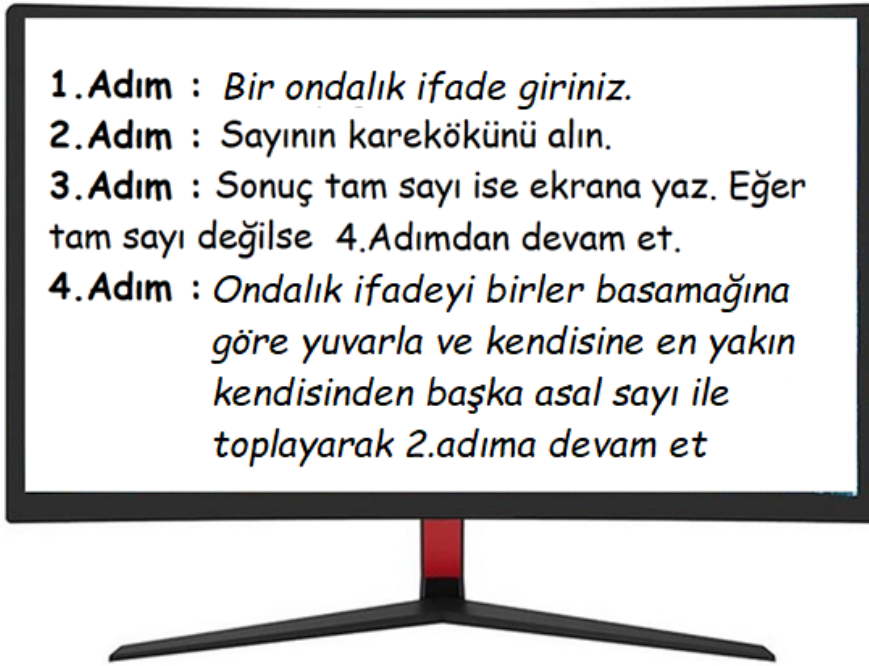 1.Adım : Bir ondalık ifade giriniz.
2.Adım : Sayının karekökünü alın.
3.Adım : Sonuç tam sayı ise ekrana yaz. Eğer
tam sayı değilse 4.Adımdan devam et.
4.Adım : Ondalık ifadeyi birler basamağına
göre yuvarla ve kendisine en yakın
kendisinden başka asal sayı ile
toplayarak 2.adıma devam et